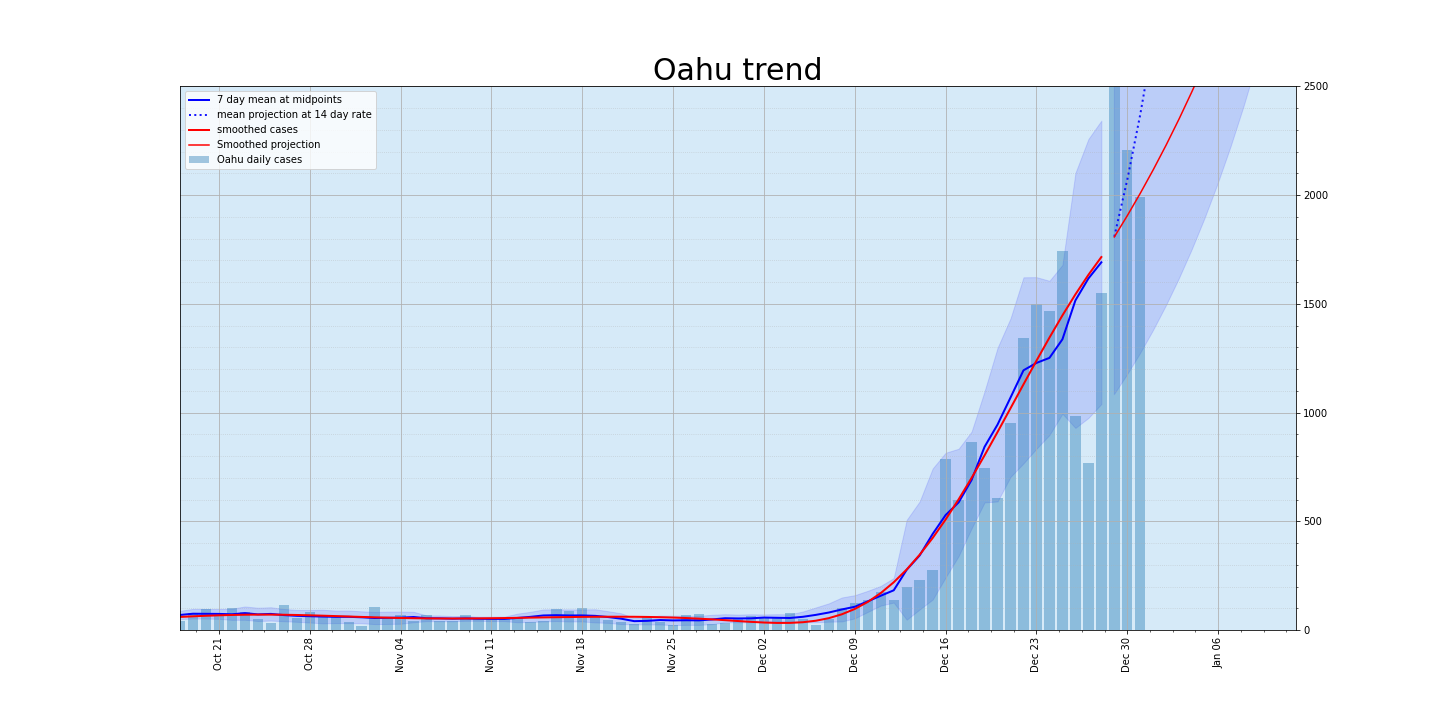 Oahu trend
7 day mean at midpoints
mean projection at 14 day rate
smoothed cases
Smoothed projection
Oahu daily cases
2500
2000
1500
1000
500
0
Oct 21
Oct 28
Nov 04
Nov 11
Nov 18
Nov 25
Dec 02
Dec 09
Dec 16
Dec 23
Dec 30
Jan 06